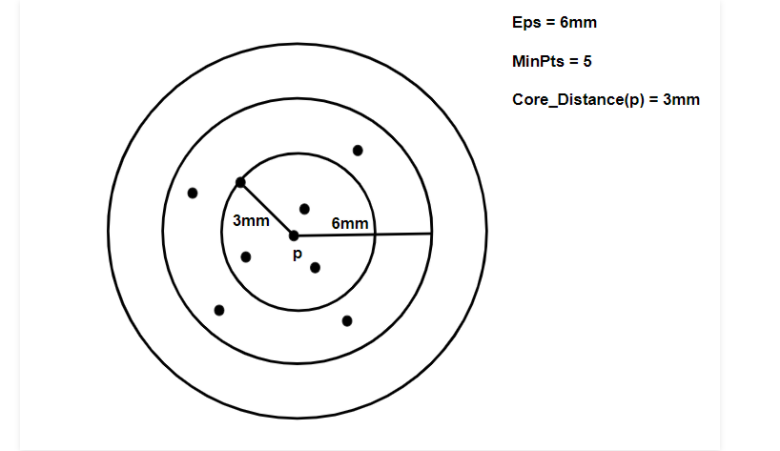 Eps = 6mm
MinPts = 5
Core_Distance(p) = 3mm
3mm
6mm
p